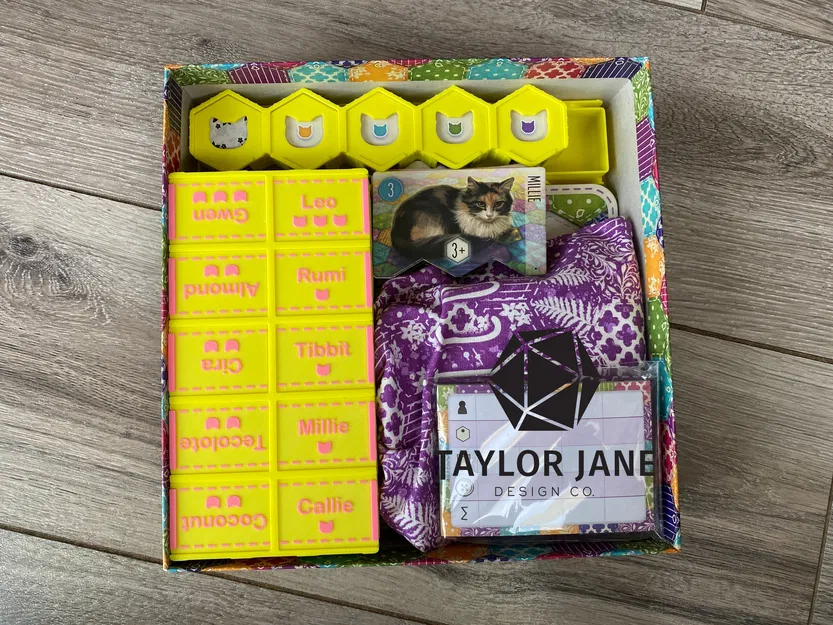 3
MILLIE
3+
Gwen
Leo
Almond
Rumi
Cira
Tibbit
Tecolote
Millie
Coconut
Callie
Σ
TAYLOR JANE
DESIGN CO.